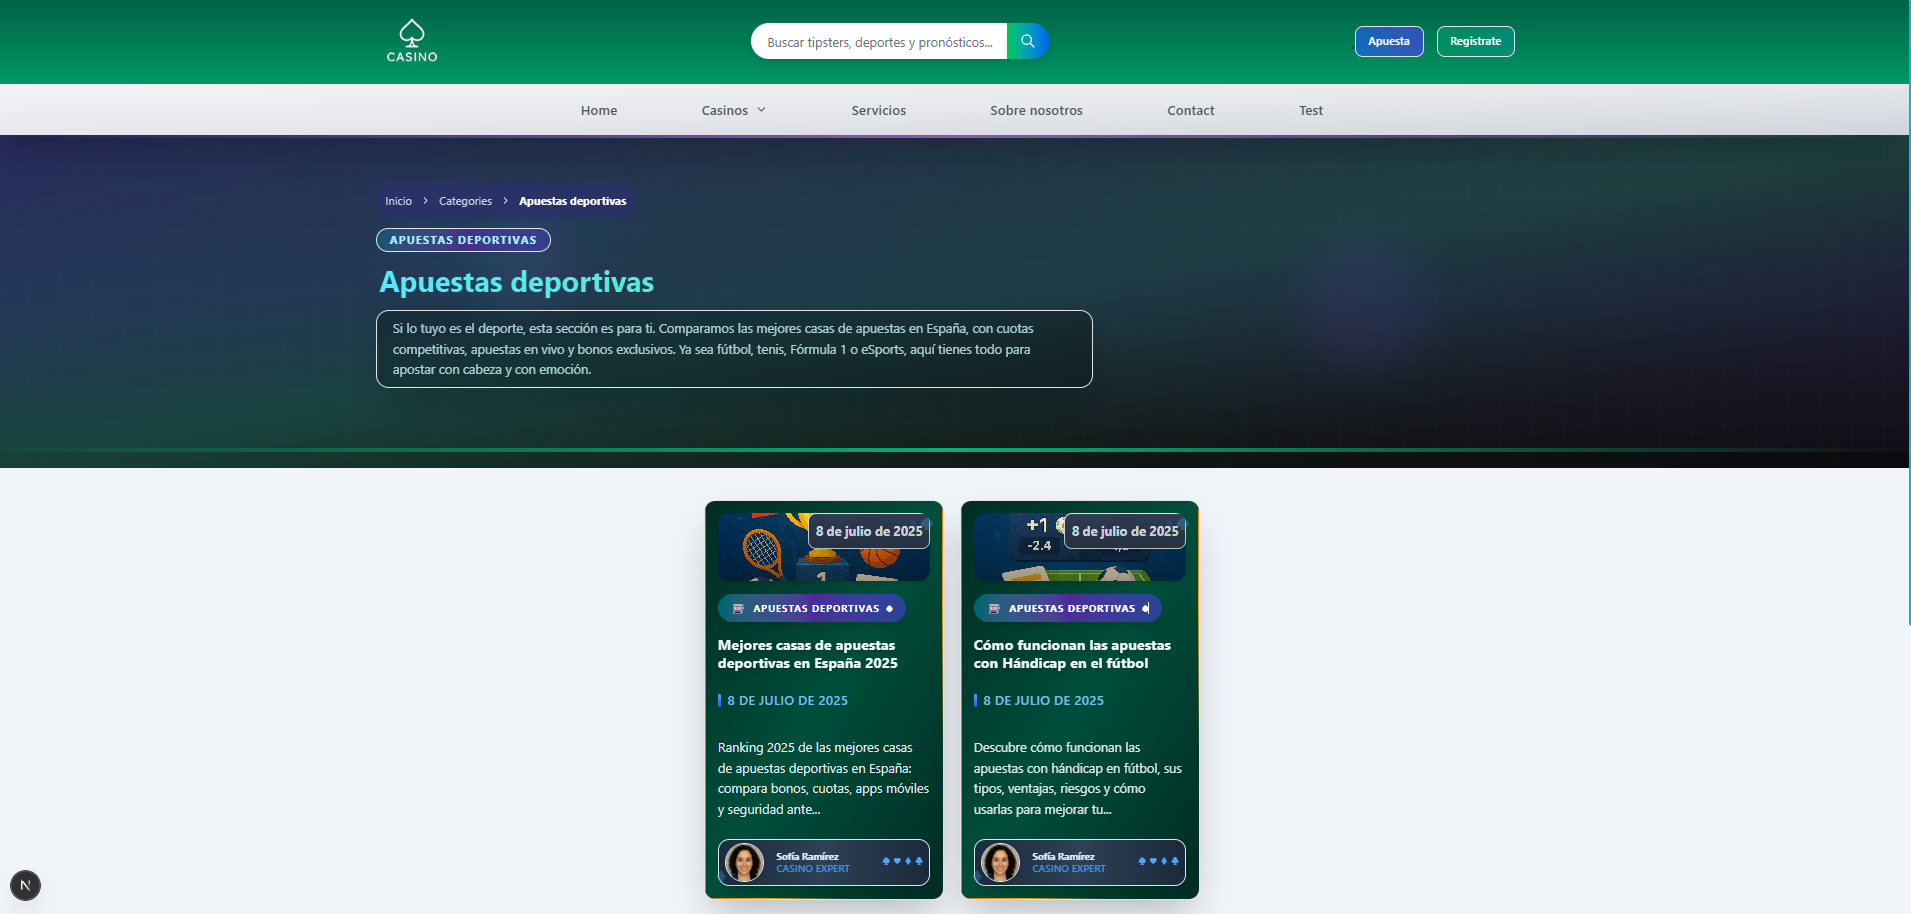 CASINO
Buscar tipsters, deportes y pronósticos...
Apuesta
Registrate
Home
Casinos
Servicios
Sobre nosotros
Contact
Test
Inicio > Categories > Apuestas deportivas
APUESTAS DEPORTIVAS
Apuestas deportivas
Si lo tuyo es el deporte, esta sección es para ti. Comparamos las mejores casas de apuestas en España, con cuotas
competitivas, apuestas en vivo y bonos exclusivos. Ya sea fútbol, tenis, Fórmula 1 o eSports, aquí tienes todo para
apostar con cabeza y con emoción.
8 de julio de 2025
1
APUESTAS DEPORTIVAS
Mejores casas de apuestas
deportivas en España 2025
8 DE JULIO DE 2025
Ranking 2025 de las mejores casas
de apuestas deportivas en España:
compara bonos, cuotas, apps móviles
y seguridad ante...
Sofía Ramírez
CASINO EXPERT
+1
-2.4
8 de julio de 2025
APUESTAS DEPORTIVAS
Cómo funcionan las apuestas
con Hándicap en el fútbol
8 DE JULIO DE 2025
Descubre cómo funcionan las
apuestas con hándicap en fútbol, sus
tipos, ventajas, riesgos y cómo
usarlas para mejorar tu...
Sofía Ramírez
CASINO EXPERT
N